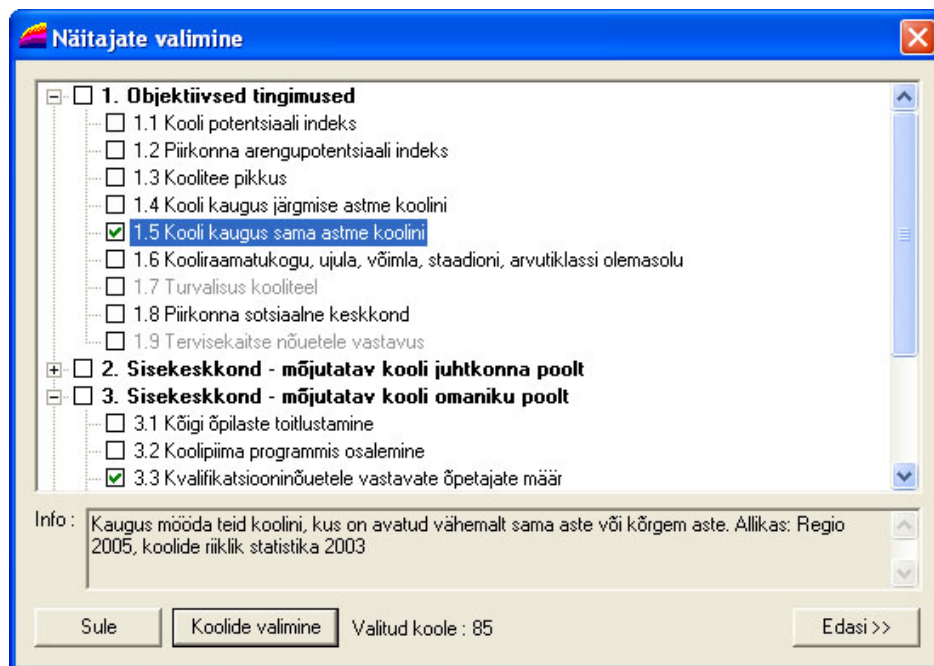 Näitajate valimine
1. Objektiivsed tingimused
1.1 Kooli potentsiaali indeks
1.2 Piirkonna arengupotentsiaali indeks
1.3 Koolitee pikkus
1.4 Kooli kaugus järgmise astme koolini
1.5 Kooli kaugus sama astme koolini
1.6 Kooliraamatukogu, ujula, võimla, staadioni, arvutiklassi olemasolu
1.7 Turvalisus kooliteel
1.8 Piirkonna sotsiaalne keskkond
1.9 Tervisekaitse nõuetele vastavus
2. Sisekeskkond - mõjutatav kooli juhtkonna poolt
3. Sisekeskkond - mõjutatav kooli omaniku poolt
3.1 Kõigi õpilaste toitlustamine
3.2 Koolipiima programmis osalemine
3.3 Kvalifikatsiooninõuetele vastavate õpetajate määr
Info : Kaugus mööda teid koolini, kus on avatud vähemalt sama aste või kõrgem aste. Allikas: Regio
2005, koolide riiklik statistika 2003
Sule Koolide valimine Valitud koole : 85 Edasi >>